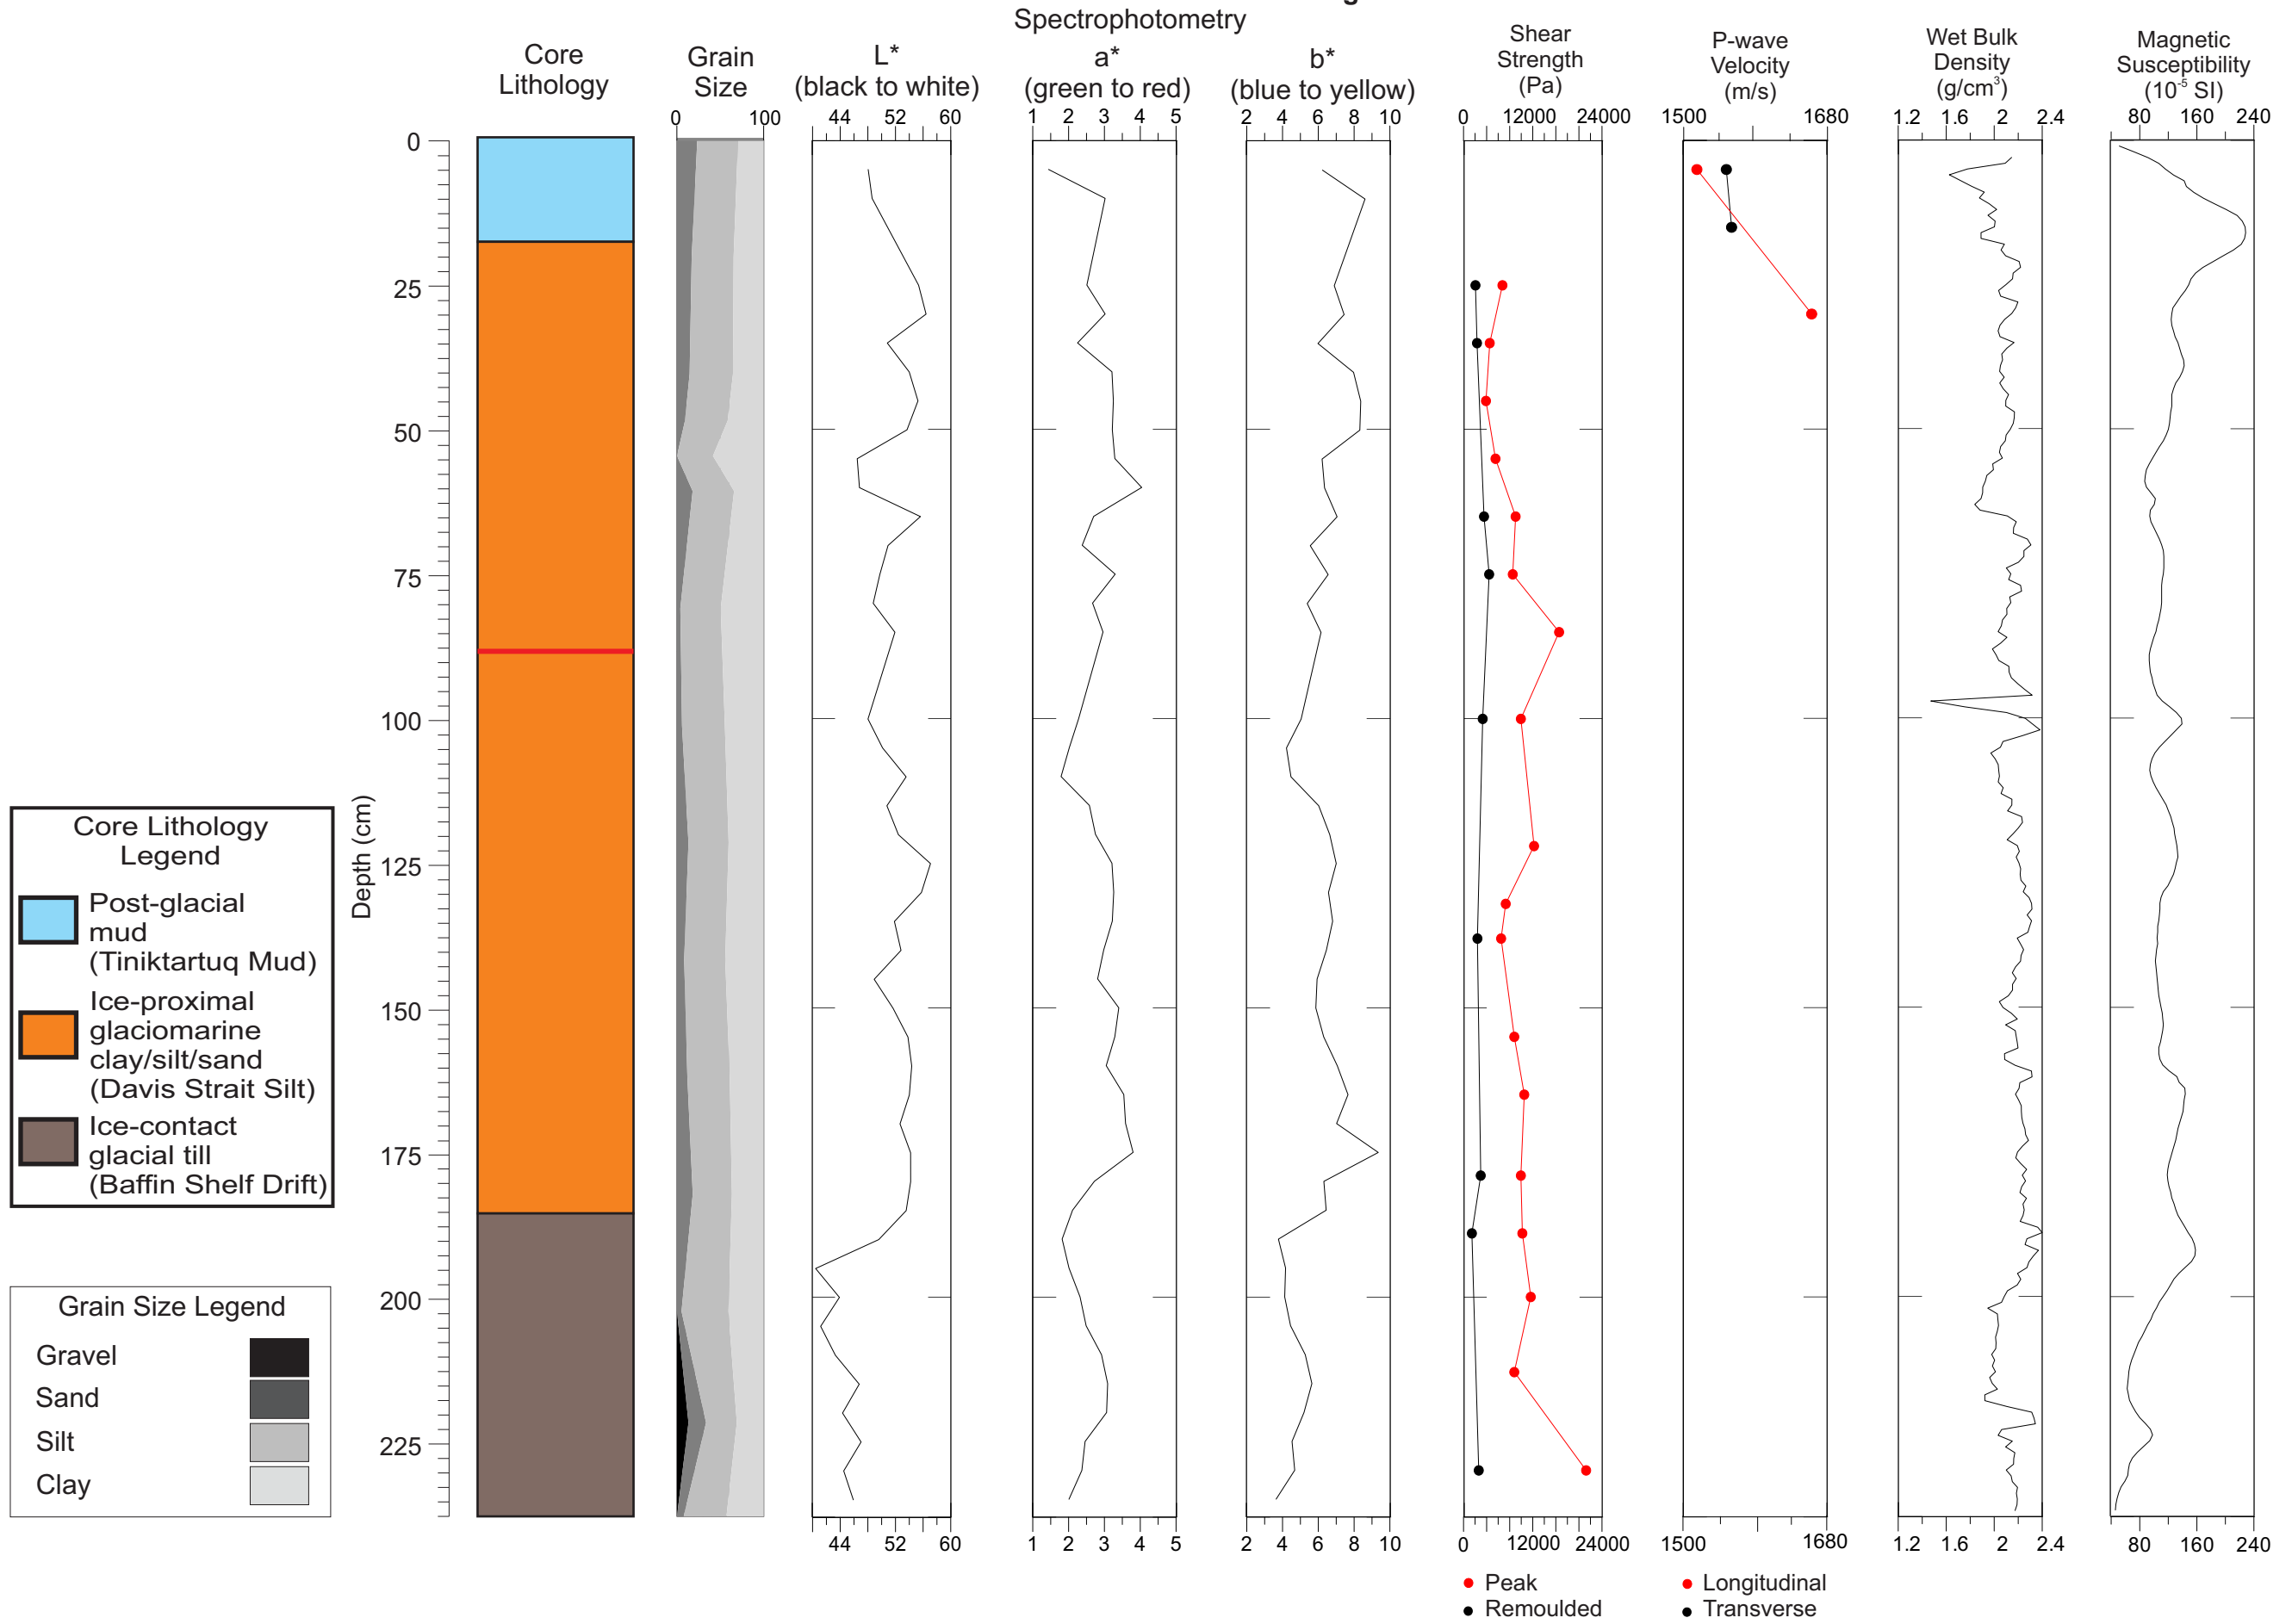 Spectrophotometry
Core
Lithology
Grain
Size
L*
(black to white)
a*
(green to red)
b*
(blue to yellow)
Shear
Strength
(Pa)
P-wave
Velocity
(m/s)
Wet Bulk
Density
(g/cm³)
Magnetic
Susceptibility
(10⁻⁵ SI)
0 100
44 52 60
1 2 3 4 5
2 4 6 8 10
0 12000 24000
1500 1680
1.2 1.6 2 2.4
80 160 240
0
25
50
75
100
125
150
175
200
225
Depth (cm)
Core Lithology
Legend
Post-glacial
mud
(Tiniktartuq Mud)
Ice-proximal
glaciomarine
clay/silt/sand
(Davis Strait Silt)
Ice-contact
glacial till
(Baffin Shelf Drift)
Grain Size Legend
Gravel
Sand
Silt
Clay
44 52 60
1 2 3 4 5
2 4 6 8 10
0 12000 24000
1500 1680
1.2 1.6 2 2.4
80 160 240
Peak
Remoulded
Longitudinal
Transverse